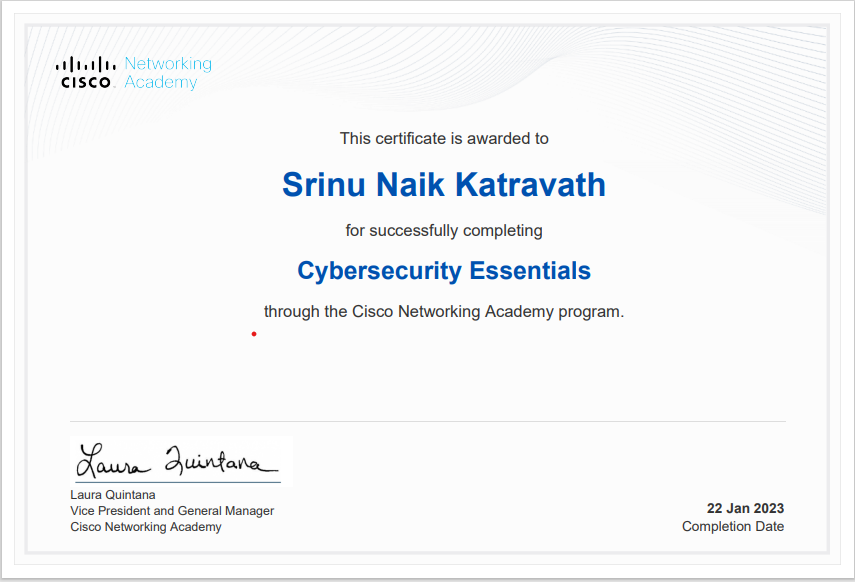 CISCO. Networking
Academy
This certificate is awarded to
Srinu Naik Katravath
for successfully completing
Cybersecurity Essentials
through the Cisco Networking Academy program.
Laura Quintana
Laura Quintana
Vice President and General Manager
Cisco Networking Academy
22 Jan 2023
Completion Date